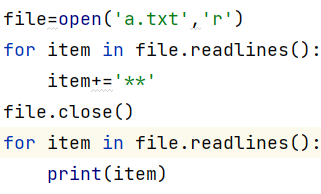 file=open('a.txt','r')
for item in file.readlines():
    item+='**'
file.close()
for item in file.readlines():
    print(item)